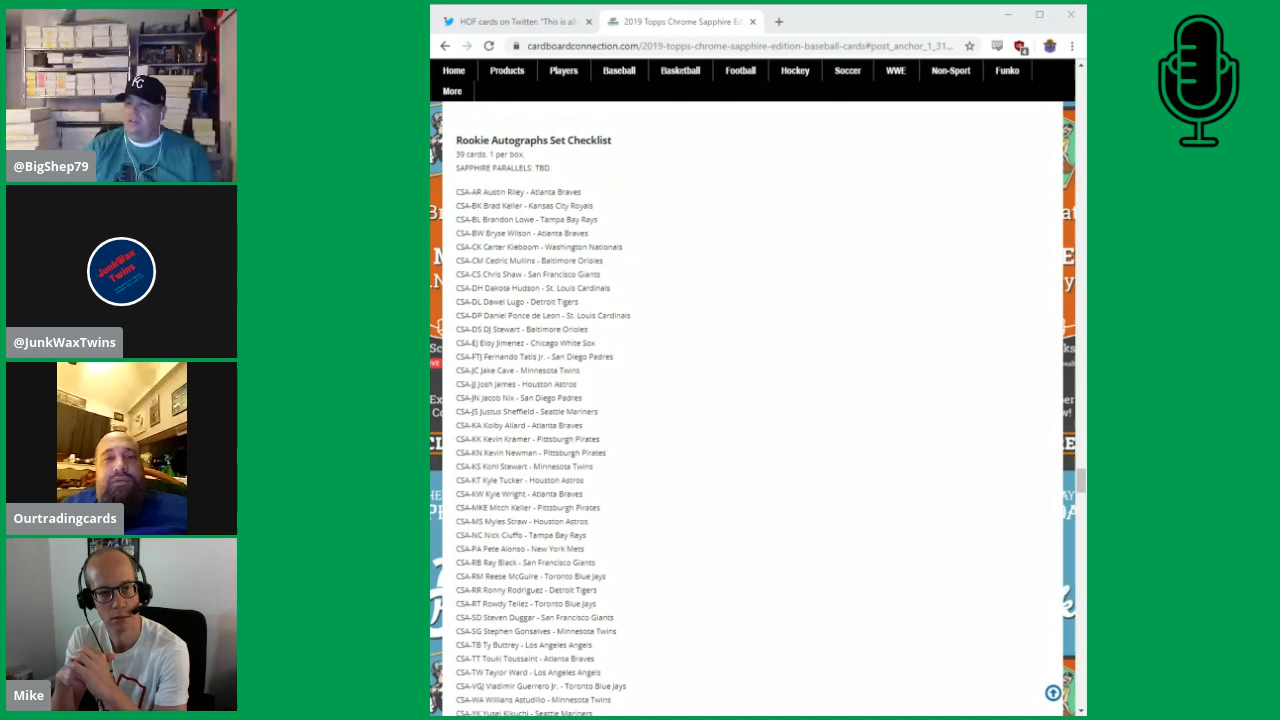 @BigShep79
JunkWax
Twins
@JunkWaxTwins
Ourtradingcards
Mike
HOF cards on Twitter: "This is all
2019 Topps Chrome Sapphire Ed
cardboardconnection.com/2019-topps-chrome-sapphire-edition-baseball-cards#post_anchor_1_31...
Home Products Players Baseball Basketball Football Hockey Soccer WWE Non-Sport Funko
More
Rookie Autographs Set Checklist
39 cards. 1 per box.
SAPPHIRE PARALLELS: TBD.
CSA-AR Austin Riley - Atlanta Braves
CSA-BK Brad Keller - Kansas City Royals
CSA-BL Brandon Lowe - Tampa Bay Rays
CSA-BW Bryse Wilson - Atlanta Braves
CSA-CK Carter Kieboom - Washington Nationals
CSA-CM Cedric Mullins - Baltimore Orioles
CSA-CS Chris Shaw - San Francisco Giants
CSA-DH Dakota Hudson - St. Louis Cardinals
CSA-DL Dawel Lugo - Detroit Tigers
CSA-DP Daniel Ponce de Leon - St. Louis Cardinals
CSA-DS DJ Stewart - Baltimore Orioles
CSA-EJ Eloy Jimenez - Chicago White Sox
CSA-FTJ Fernando Tatis Jr. - San Diego Padres
CSA-JC Jake Cave - Minnesota Twins
CSA-JJ Josh James - Houston Astros
CSA-JN Jacob Nix - San Diego Padres
CSA-JS Justus Sheffield - Seattle Mariners
CSA-KA Kolby Allard - Atlanta Braves
CSA-KK Kevin Kramer - Pittsburgh Pirates
CSA-KN Kevin Newman - Pittsburgh Pirates
CSA-KS Kohl Stewart - Minnesota Twins
CSA-KT Kyle Tucker - Houston Astros
CSA-KW Kyle Wright - Atlanta Braves
CSA-MKE Mitch Keller - Pittsburgh Pirates
CSA-MS Myles Straw - Houston Astros
CSA-NC Nick Ciuffo - Tampa Bay Rays
CSA-PA Pete Alonso - New York Mets
CSA-RB Ray Black - San Francisco Giants
CSA-RM Reese McGuire - Toronto Blue Jays
CSA-RR Ronny Rodriguez - Detroit Tigers
CSA-RT Rowdy Tellez - Toronto Blue Jays
CSA-SD Steven Duggar - San Francisco Giants
CSA-SG Stephen Gonsalves - Minnesota Twins
CSA-TB Ty Buttrey - Los Angeles Angels
CSA-TT Touki Toussaint - Atlanta Braves
CSA-TW Taylor Ward - Los Angeles Angels
CSA-VGJ Vladimir Guerrero Jr. - Toronto Blue Jays
CSA-WA Willians Astudillo - Minnesota Twins
CSA-YK Yusei Kikuchi - Seattle Mariners